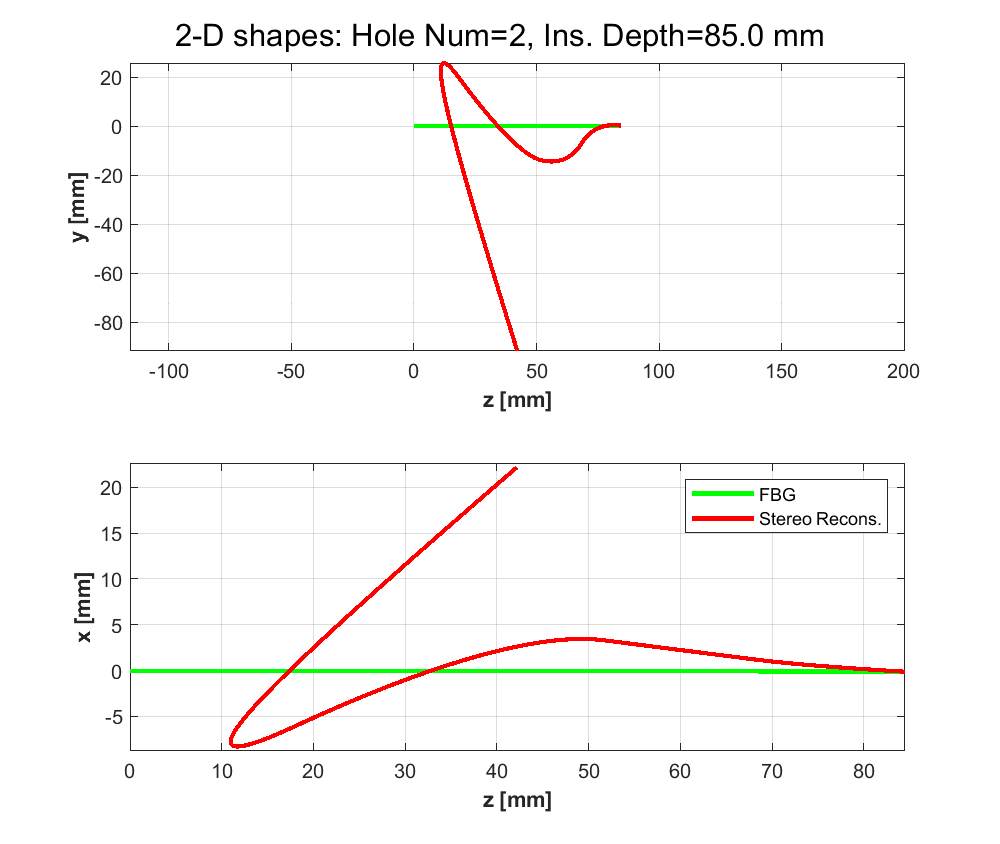 2-D shapes: Hole Num=2, Ins. Depth=85.0 mm
20
0
-20
-40
-60
-80
y [mm]
-100 -50 0 50 100 150 200
z [mm]
20
15
10
5
0
-5
x [mm]
FBG
Stereo Recons.
0 10 20 30 40 50 60 70 80
z [mm]